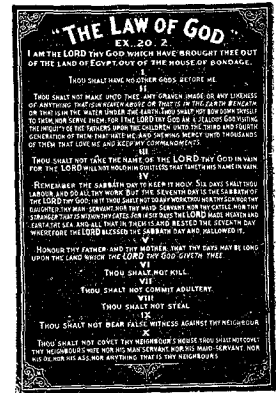 THE LAW OF GOD
EX. 20. 2.
I AM THE LORD THY GOD WHICH HAVE BROUGHT THEE OUT
OF THE LAND OF EGYPT, OUT OF THE HOUSE OF BONDAGE.
I
THOU SHALT HAVE NO OTHER GODS BEFORE ME.
II
THOU SHALT NOT MAKE UNTO THEE ANY GRAVEN IMAGE: OR ANY LIKENESS
OF ANYTHING THAT IS IN HEAVEN ABOVE OR THAT IS IN THE EARTH BENEATH,
OR THAT IS IN THE WATER UNDER THE EARTH. THOU SHALT NOT BOW DOWN THYSELF
TO THEM, NOR SERVE THEM: FOR I THE LORD THY GOD AM A JEALOUS GOD VISITING
THE INIQUITY OF THE FATHERS UPON THE CHILDREN UNTO THE THIRD AND FOURTH
GENERATION OF THEM THAT HATE ME: AND SHEWING MERCY UNTO THOUSANDS
OF THEM THAT LOVE ME AND KEEP MY COMMANDMENTS.
III
THOU SHALT NOT TAKE THE NAME OF THE LORD THY GOD IN VAIN
FOR THE LORD WILL NOT HOLD HIM GUILTLESS THAT TAKETH HIS NAME IN VAIN.
IV
REMEMBER THE SABBATH DAY TO KEEP IT HOLY. SIX DAYS SHALT THOU
LABOUR AND DO ALL THY WORK BUT THE SEVENTH DAY IS THE SABBATH OF
THE LORD THY GOD: IN IT THOU SHALT NOT DO ANY WORK THOU NOR THY SON, NOR THY
DAUGHTER, THY MAN-SERVANT, NOR THY MAID SERVANT, NOR THY CATTLE, NOR THY
STRANGER THAT IS WITHIN THY GATES. FOR IN SIX DAYS THE LORD MADE HEAVEN AND
EARTH, THE SEA, AND ALL THAT IN THEM IS AND RESTED THE SEVENTH DAY
WHEREFORE THE LORD BLESSED THE SABBATH DAY AND HALLOWED IT.
V
HONOUR THY FATHER AND THY MOTHER, THAT THY DAYS MAY BE LONG
UPON THE LAND WHICH THE LORD THY GOD GIVETH THEE
VI
THOU SHALT NOT KILL
VII
THOU SHALT NOT COMMIT ADULTERY.
VIII
THOU SHALT NOT STEAL
IX
THOU SHALT NOT BEAR FALSE WITNESS AGAINST THY NEIGHBOUR
X
THOU SHALT NOT COVET THY NEIGHBOUR'S HOUSE THOU SHALT NOT COVET
THY NEIGHBOUR'S WIFE NOR HIS MAN SERVANT, NOR HIS MAID-SERVANT, NOR
HIS OX, NOR HIS ASS, NOR ANYTHING THAT IS THY NEIGHBOURS